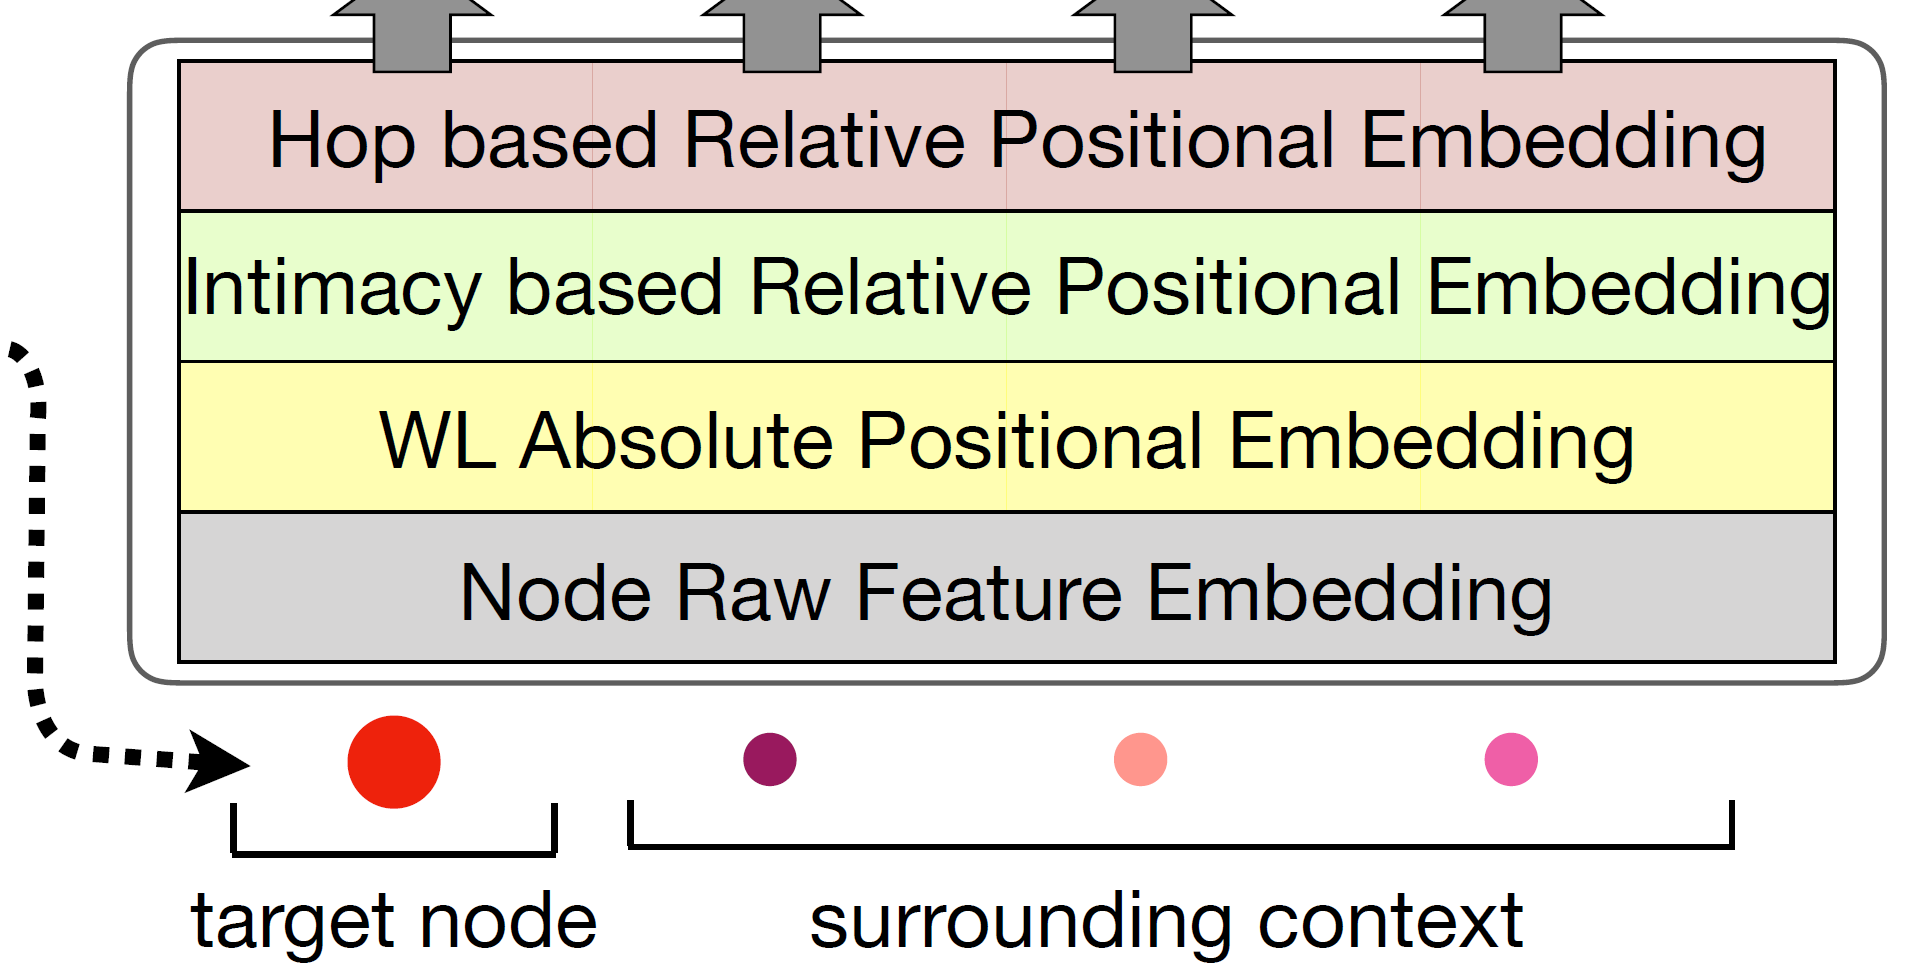 Hop based Relative Positional Embedding
Intimacy based Relative Positional Embedding
WL Absolute Positional Embedding
Node Raw Feature Embedding
target node
surrounding context